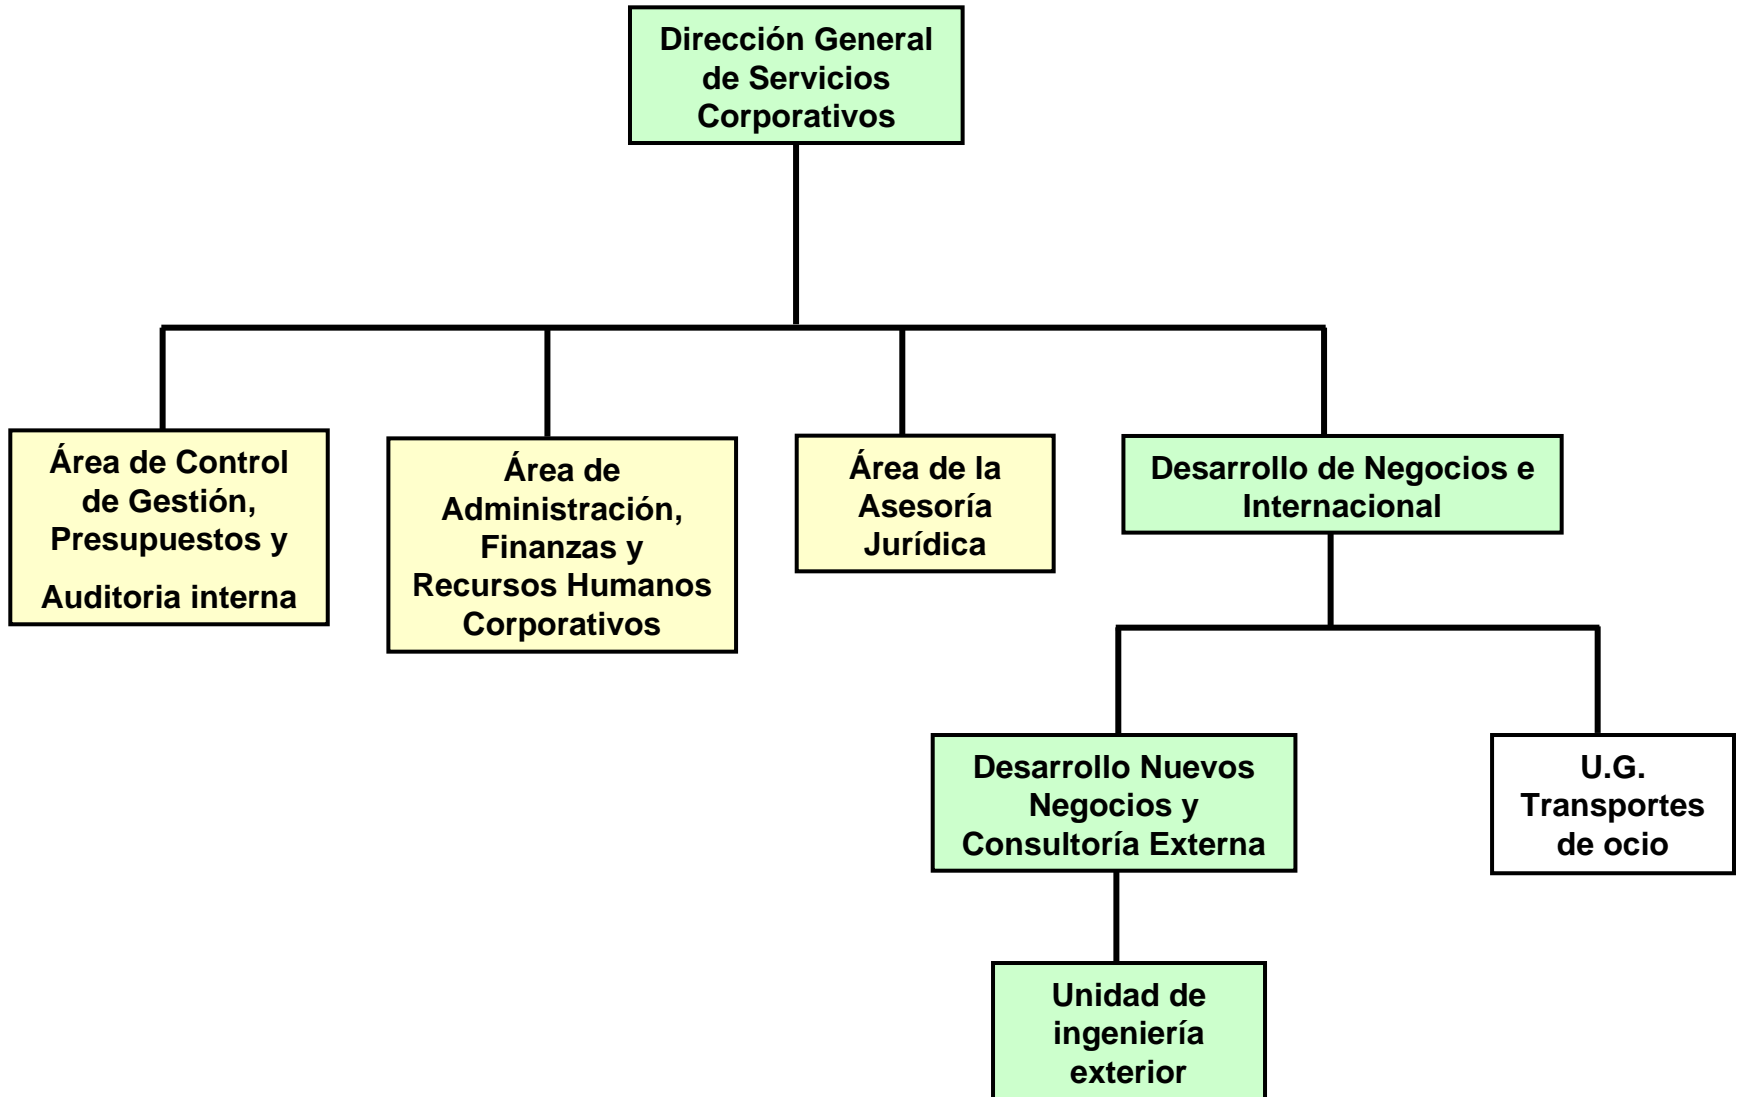 Dirección General
de Servicios
Corporativos
Área de Control
de Gestión,
Presupuestos y
Auditoria interna
Área de
Administración,
Finanzas y
Recursos Humanos
Corporativos
Área de la
Asesoría
Jurídica
Desarrollo de Negocios e
Internacional
Desarrollo Nuevos
Negocios y
Consultoría Externa
U.G.
Transportes
de ocio
Unidad de
ingeniería
exterior